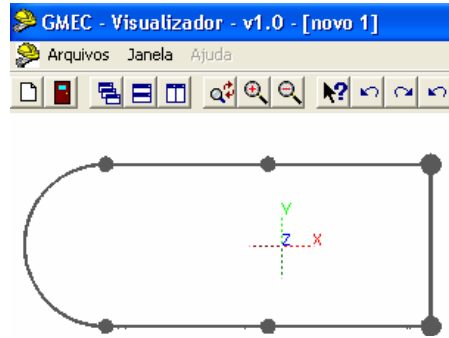 GMEC - Visualizador - v1.0 - [novo 1]
Arquivos Janela Ajuda
Y
Z X